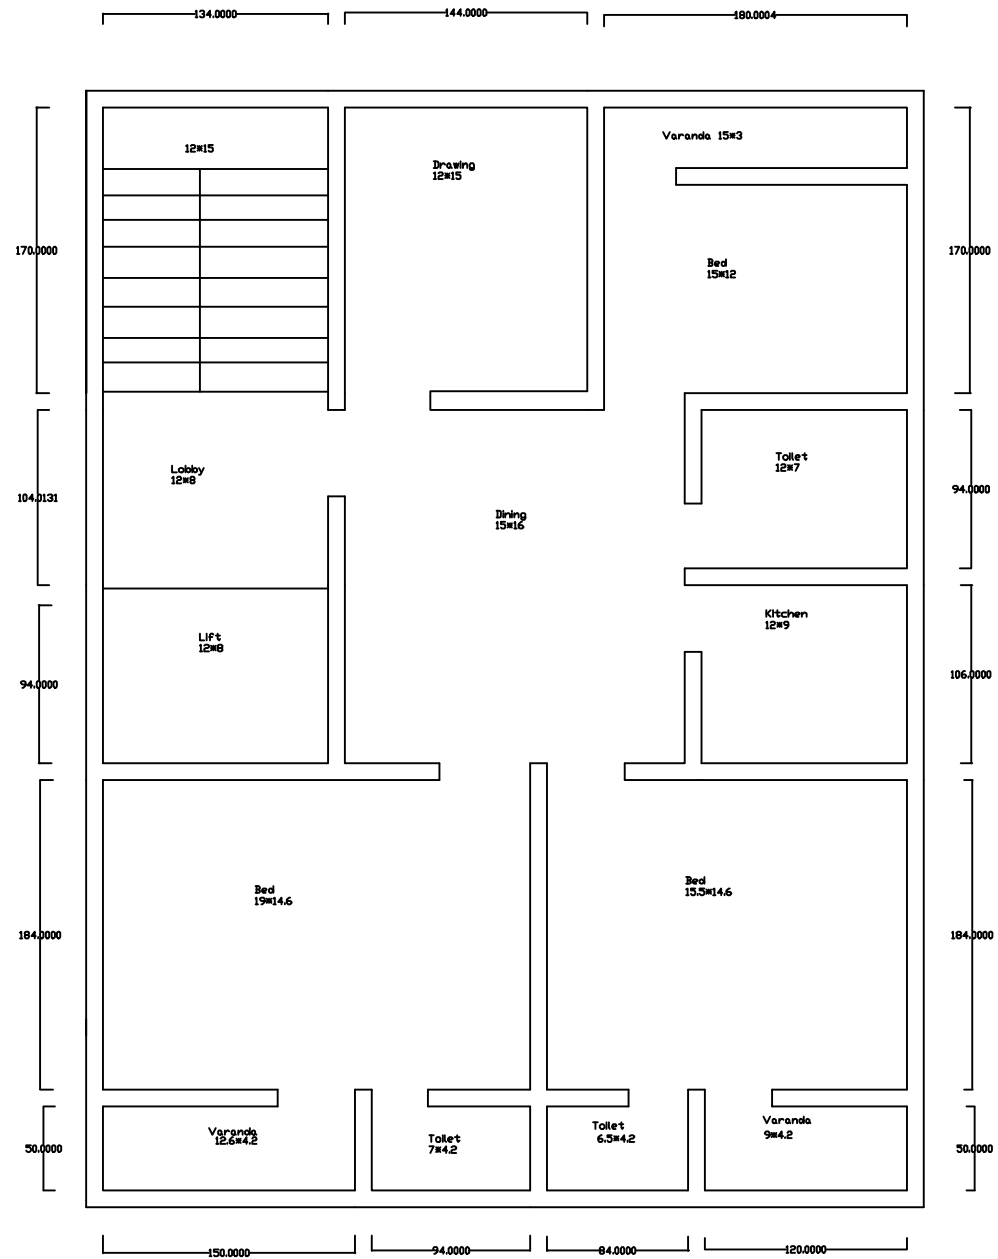 134.0000
144.0000
180.0004
Varanda 15*3
12*15
Drawing
12*15
170.0000
170.0000
Bed
15*12
Lobby
12*8
Toilet
12*7
104.0131
94.0000
Dining
15*16
Kitchen
12*9
Lift
12*8
94.0000
106.0000
Bed
19*14.6
Bed
15.5*14.6
184.0000
184.0000
Varanda
12.6*4.2
Toilet
7*4.2
Toilet
6.5*4.2
Varanda
9*4.2
50.0000
50.0000
150.0000
94.0000
84.0000
120.0000